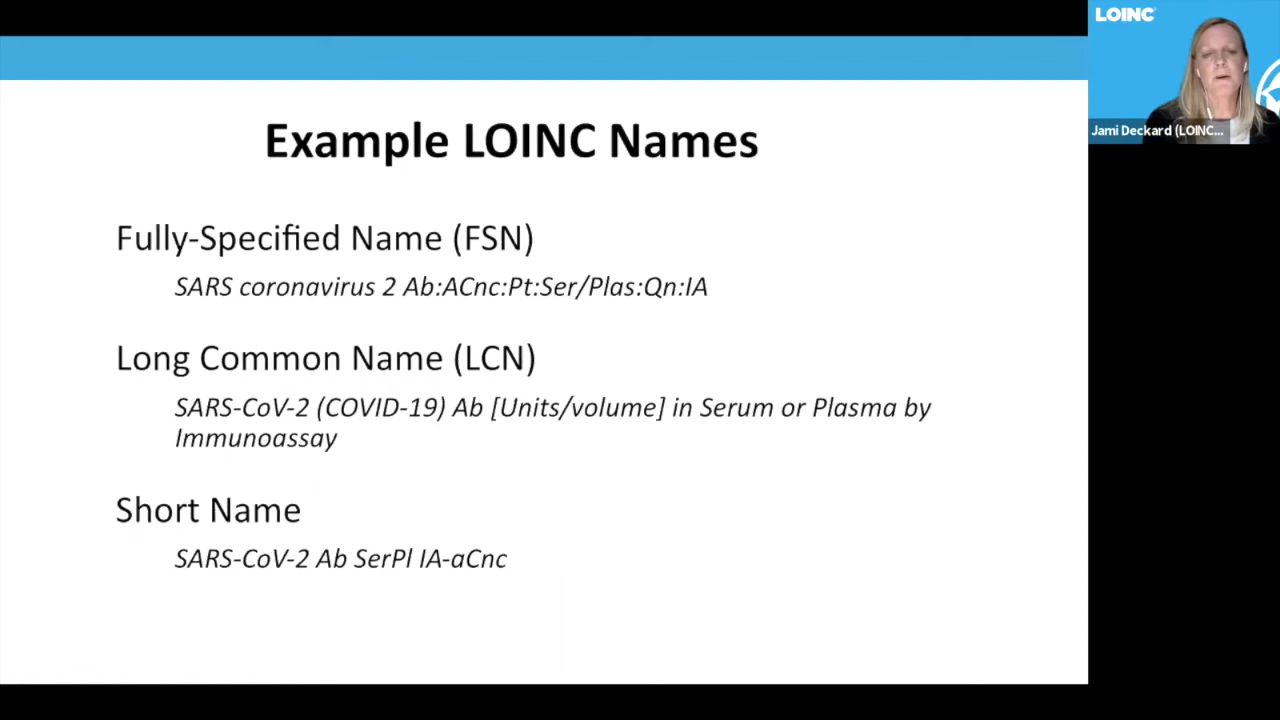 LOINC
Jami Deckard (LOINC...
Example LOINC Names
Fully-Specified Name (FSN)
SARS coronavirus 2 Ab:ACnc:Pt:Ser/Plas:Qn:IA
Long Common Name (LCN)
SARS-CoV-2 (COVID-19) Ab [Units/volume] in Serum or Plasma by
Immunoassay
Short Name
SARS-CoV-2 Ab SerPl IA-aCnc